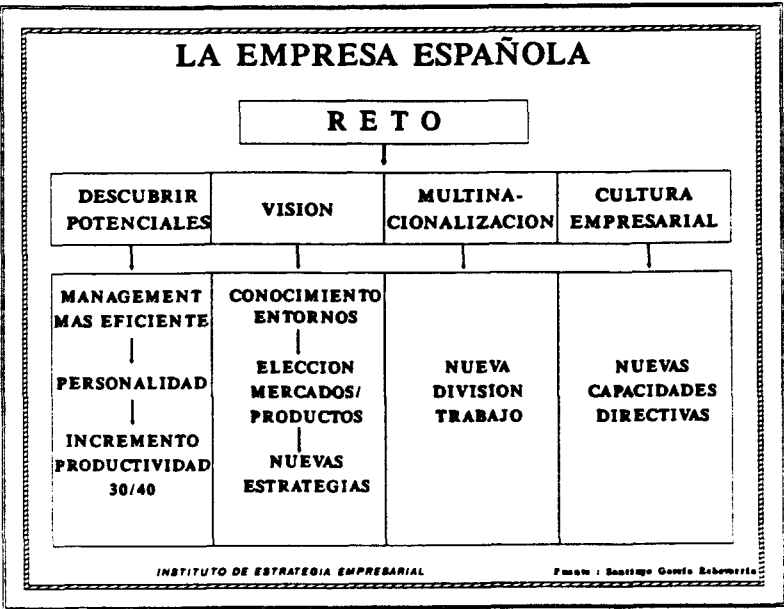 LA EMPRESA ESPAÑOLA
RETO
DESCUBRIR
POTENCIALES
VISION
MULTINA-
CIONALIZACION
CULTURA
EMPRESARIAL
MANAGEMENT
MAS EFICIENTE
PERSONALIDAD
INCREMENTO
PRODUCTIVIDAD
30/40
CONOCIMIENTO
ENTORNOS
ELECCION
MERCADOS/
PRODUCTOS
NUEVAS
ESTRATEGIAS
NUEVA
DIVISION
TRABAJO
NUEVAS
CAPACIDADES
DIRECTIVAS
INSTITUTO DE ESTRATEGIA EMPRESARIAL
Fuente : Santiago García Echevarría